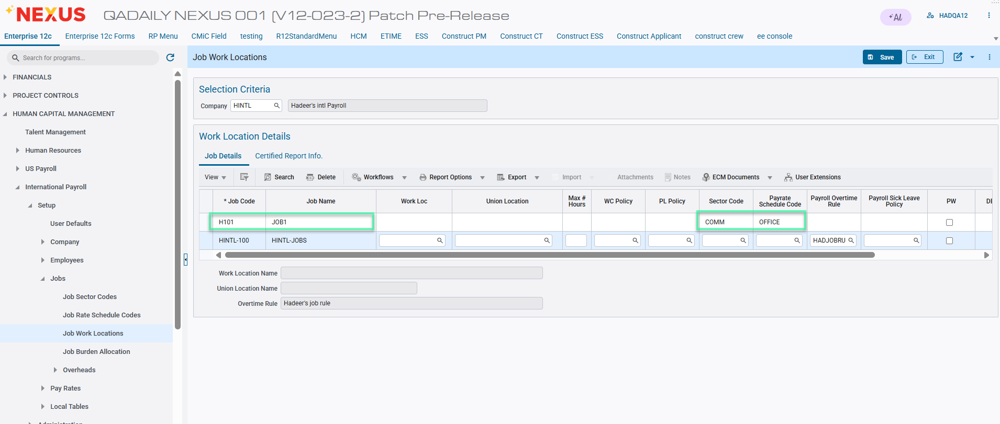 NEXUS QADAILY NEXUS 001 (V12-023-2) Patch Pre-Release AI HADQA12
Enterprise 12c Enterprise 12c Forms RP Menu CMiC Field testing R12StandardMenu HCM ETIME ESS Construct PM Construct CT Construct ESS Construct Applicant construct crew ee console
Search for programs...
FINANCIALS
PROJECT CONTROLS
HUMAN CAPITAL MANAGEMENT
Talent Management
Human Resources
US Payroll
International Payroll
Setup
User Defaults
Company
Employees
Jobs
Job Sector Codes
Job Rate Schedule Codes
Job Work Locations
Job Burden Allocation
Overheads
Pay Rates
Local Tables
Administration
Job Work Locations Save Exit
Selection Criteria
Company HINTL Hadeer's intl Payroll
Work Location Details
Job Details Certified Report Info.
View Search Delete Workflows Report Options Export Import Attachments Notes ECM Documents User Extensions
* Job Code Job Name Work Loc Union Location Max # Hours WC Policy PL Policy Sector Code Payrate Schedule Code Payroll Overtime Rule Payroll Sick Leave Policy PW DE
H101 JOB1 COMM OFFICE
HINTL-100 HINTL-JOBS HADJOBRU
Work Location Name
Union Location Name
Overtime Rule Hadeer's job rule